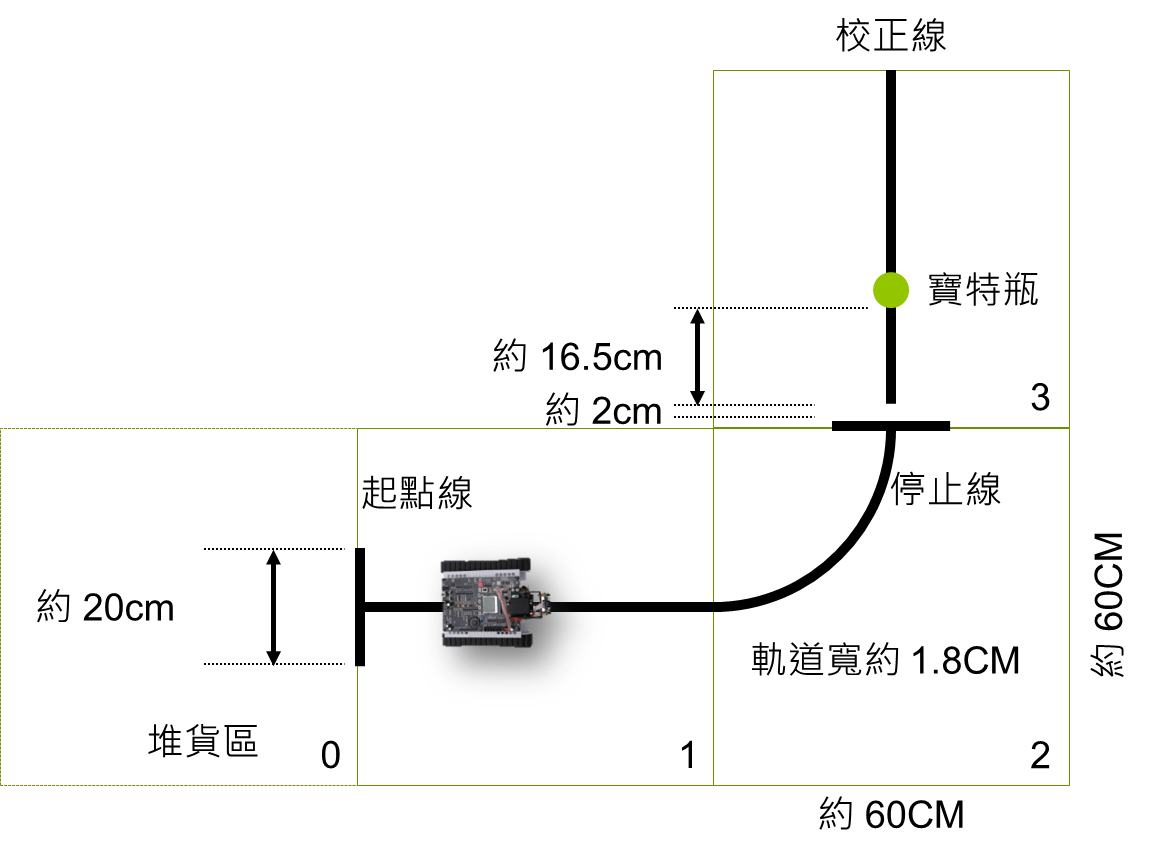 校正線
寶特瓶
約 16.5cm
約 2cm
3
起點線
停止線
約 20cm
約 60CM
軌道寬約 1.8CM
堆貨區
0
1
2
約 60CM